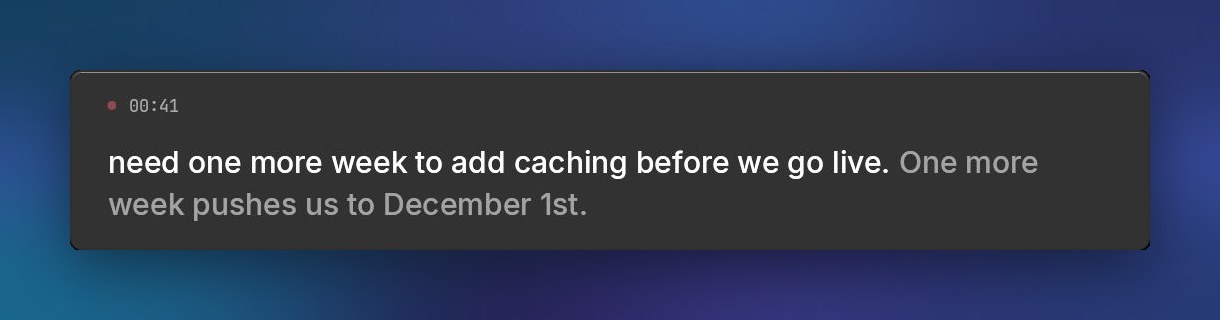 00:41
need one more week to add caching before we go live. One more
week pushes us to December 1st.